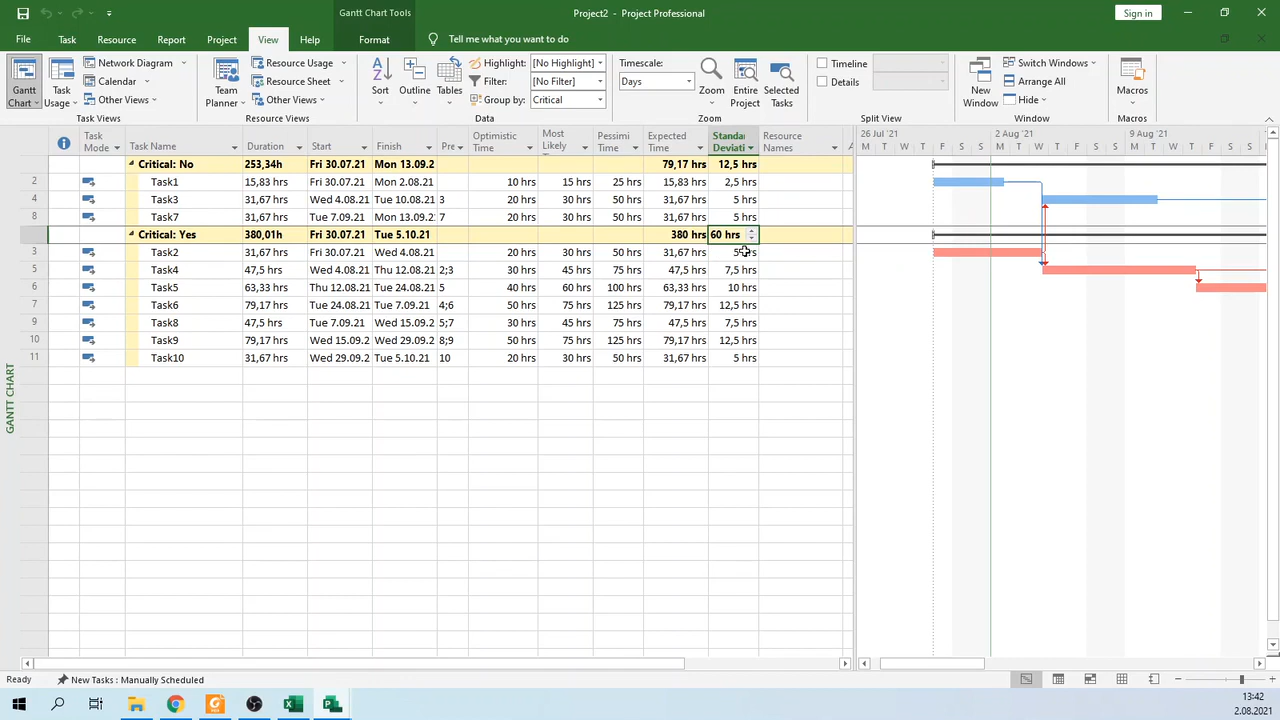 Gantt Chart Tools
Project2 - Project Professional
Sign in
File Task Resource Report Project View Help Format Tell me what you want to do
Gantt Chart
Task Usage
Network Diagram
Calendar
Other Views
Task Views
Team Planner
Resource Usage
Resource Sheet
Other Views
Resource Views
Sort
Outline
Tables
Highlight: [No Highlight]
Filter: [No Filter]
Group by: Critical
Data
Timescale:
Days
Zoom
Entire Project
Selected Tasks
Zoom
Timeline
Details
Split View
New Window
Switch Windows
Arrange All
Hide
Window
Macros
Macros
Task Mode Task Name Duration Start Finish Pre Optimistic Time Most Likely Pessimi Time Expected Time Standa Deviati Resource Names A
26 Jul '21 2 Aug '21 9 Aug '21
M T W T F S S M T W T F S S M T W T F S S
Critical: No 253,34h Fri 30.07.21 Mon 13.09.2 79,17 hrs 12,5 hrs
2 Task1 15,83 hrs Fri 30.07.21 Mon 2.08.21 10 hrs 15 hrs 25 hrs 15,83 hrs 2,5 hrs
4 Task3 31,67 hrs Wed 4.08.21 Tue 10.08.21 3 20 hrs 30 hrs 50 hrs 31,67 hrs 5 hrs
8 Task7 31,67 hrs Tue 7.09.21 Mon 13.09.21 7 20 hrs 30 hrs 50 hrs 31,67 hrs 5 hrs
Critical: Yes 380,01h Fri 30.07.21 Tue 5.10.21 380 hrs 60 hrs
3 Task2 31,67 hrs Fri 30.07.21 Wed 4.08.21 20 hrs 30 hrs 50 hrs 31,67 hrs 5 hrs
5 Task4 47,5 hrs Wed 4.08.21 Thu 12.08.21 2;3 30 hrs 45 hrs 75 hrs 47,5 hrs 7,5 hrs
6 Task5 63,33 hrs Thu 12.08.21 Tue 24.08.21 5 40 hrs 60 hrs 100 hrs 63,33 hrs 10 hrs
7 Task6 79,17 hrs Tue 24.08.21 Tue 7.09.21 4;6 50 hrs 75 hrs 125 hrs 79,17 hrs 12,5 hrs
9 Task8 47,5 hrs Tue 7.09.21 Wed 15.09.2 5;7 30 hrs 45 hrs 75 hrs 47,5 hrs 7,5 hrs
10 Task9 79,17 hrs Wed 15.09.2 Wed 29.09.2 8;9 50 hrs 75 hrs 125 hrs 79,17 hrs 12,5 hrs
11 Task10 31,67 hrs Wed 29.09.2 Tue 5.10.21 10 20 hrs 30 hrs 50 hrs 31,67 hrs 5 hrs
GANTT CHART
Ready New Tasks : Manually Scheduled
13:42
2.08.2021